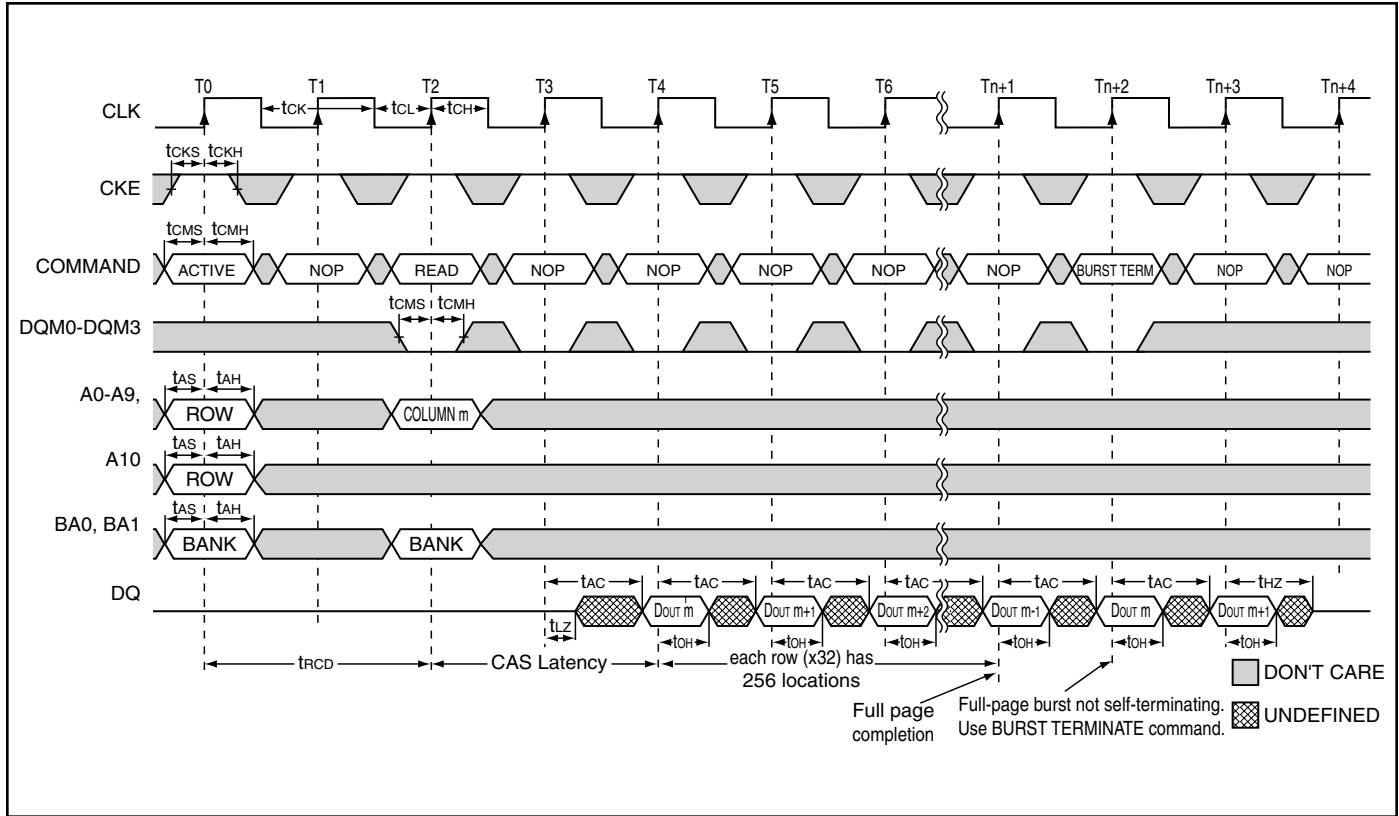 T0 T1 T2 T3 T4 T5 T6 Tn+1 Tn+2 Tn+3 Tn+4
CLK tCK tCL tCH
tCKS tCKH
CKE
tCMS tCMH
COMMAND ACTIVE NOP READ NOP NOP NOP NOP NOP BURST TERM NOP NOP
tCMS tCMH
DQM0-DQM3
tAS tAH
A0-A9, ROW COLUMN m
tAS tAH
A10 ROW
tAS tAH
BA0, BA1 BANK BANK
tAC tAC tAC tAC tAC tAC tHZ
DQ DOUT m DOUT m+1 DOUT m+2 DOUT m-1 DOUT m DOUT m+1
tLZ tOH tOH tOH tOH tOH tOH
tRCD CAS Latency each row (x32) has
256 locations
DON'T CARE
Full page
completion
Full-page burst not self-terminating.
Use BURST TERMINATE command.
UNDEFINED